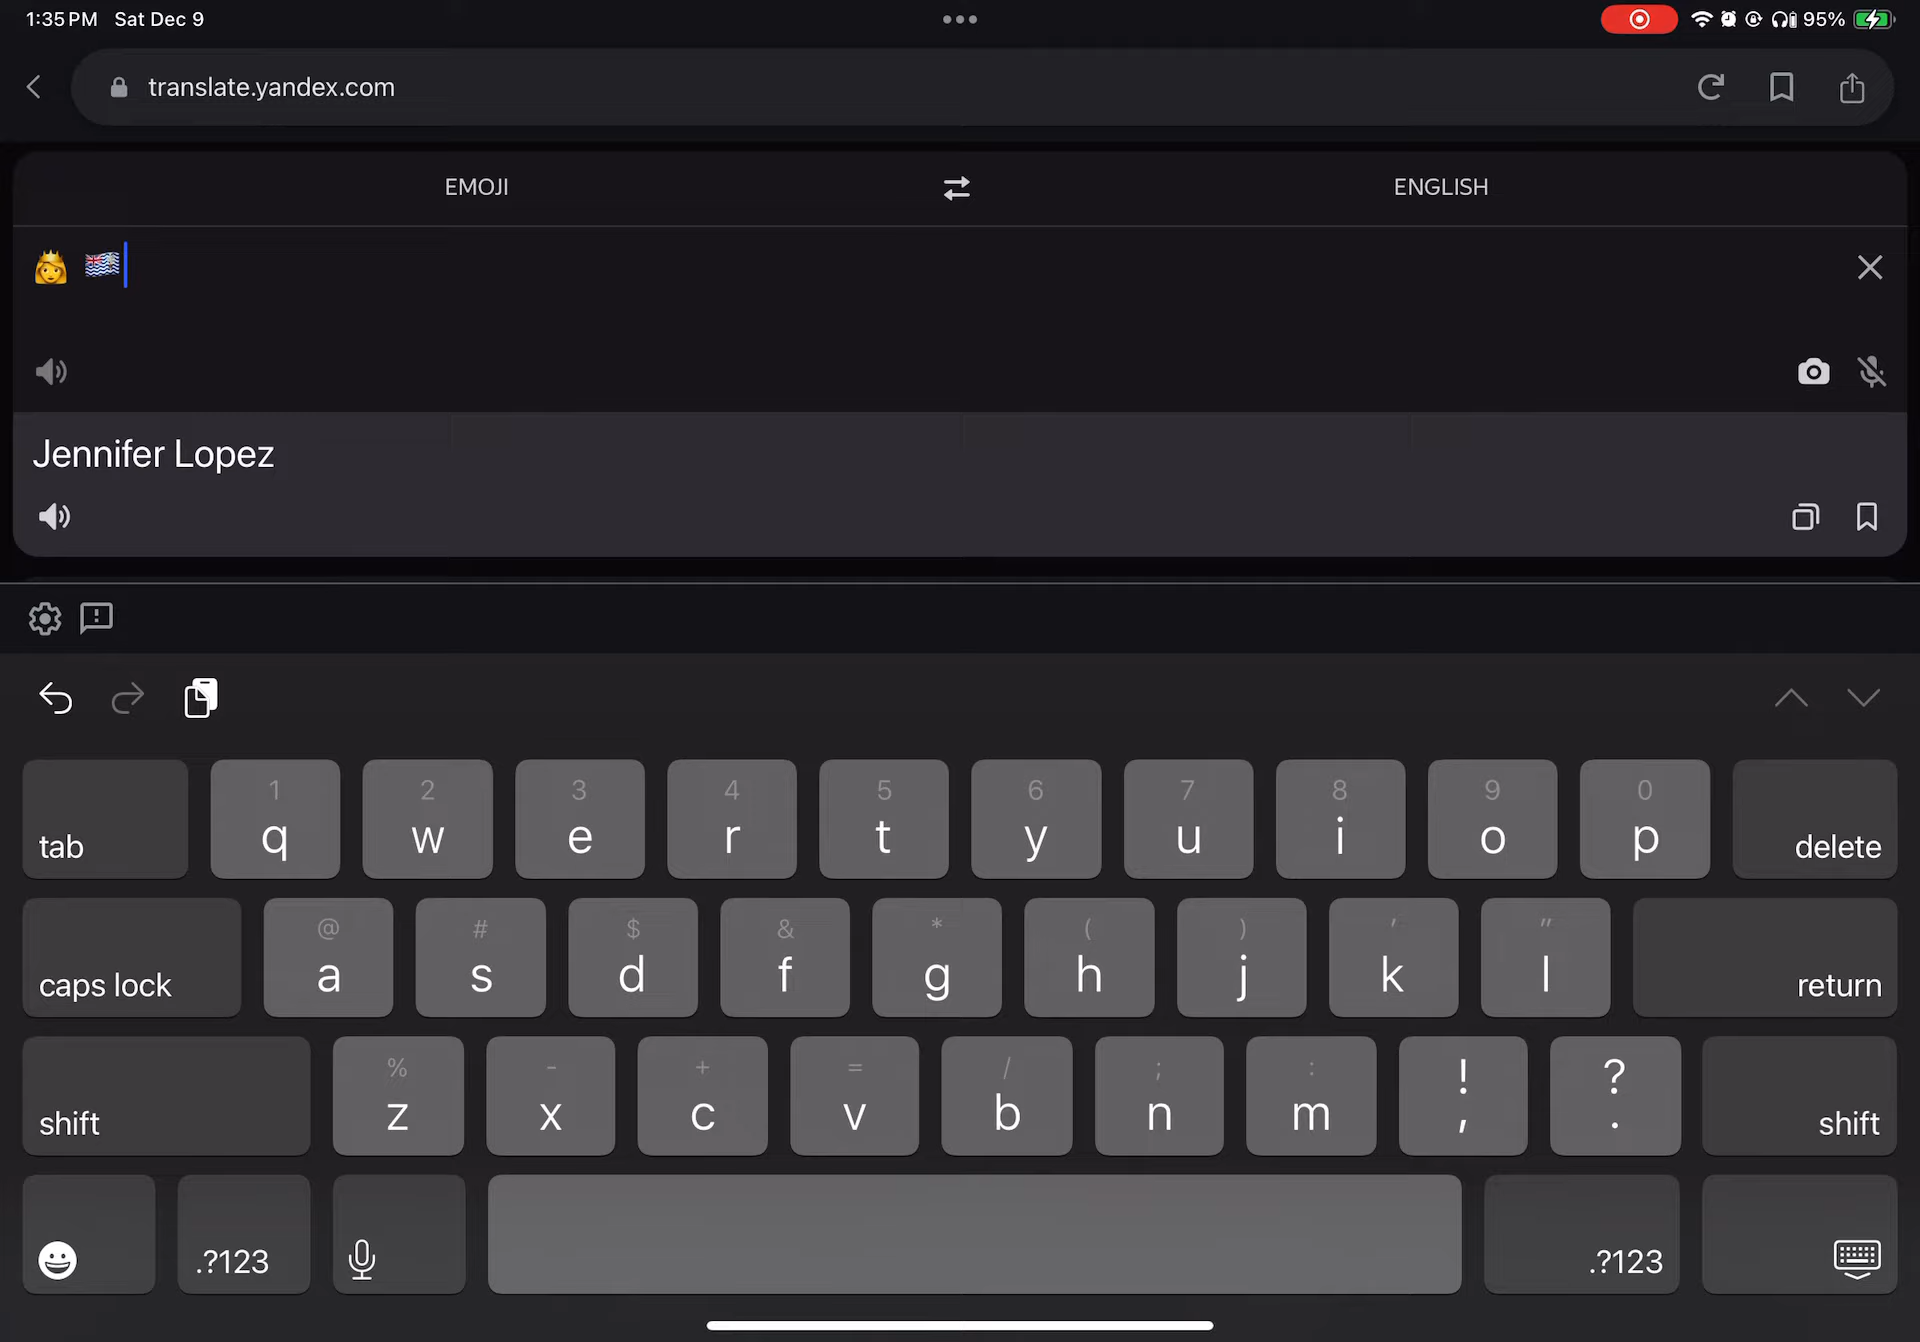 1:35 PM Sat Dec 9
95%
translate.yandex.com
EMOJI
ENGLISH
👸 🇮🇴
Jennifer Lopez
tab
1 q
2 w
3 e
4 r
5 t
6 y
7 u
8 i
9 o
0 p
delete
caps lock
@ a
# s
$ d
& f
* g
( h
) j
' k
" l
return
shift
% z
- x
+ c
= v
/ b
; n
: m
! ,
? .
shift
.?123
.?123